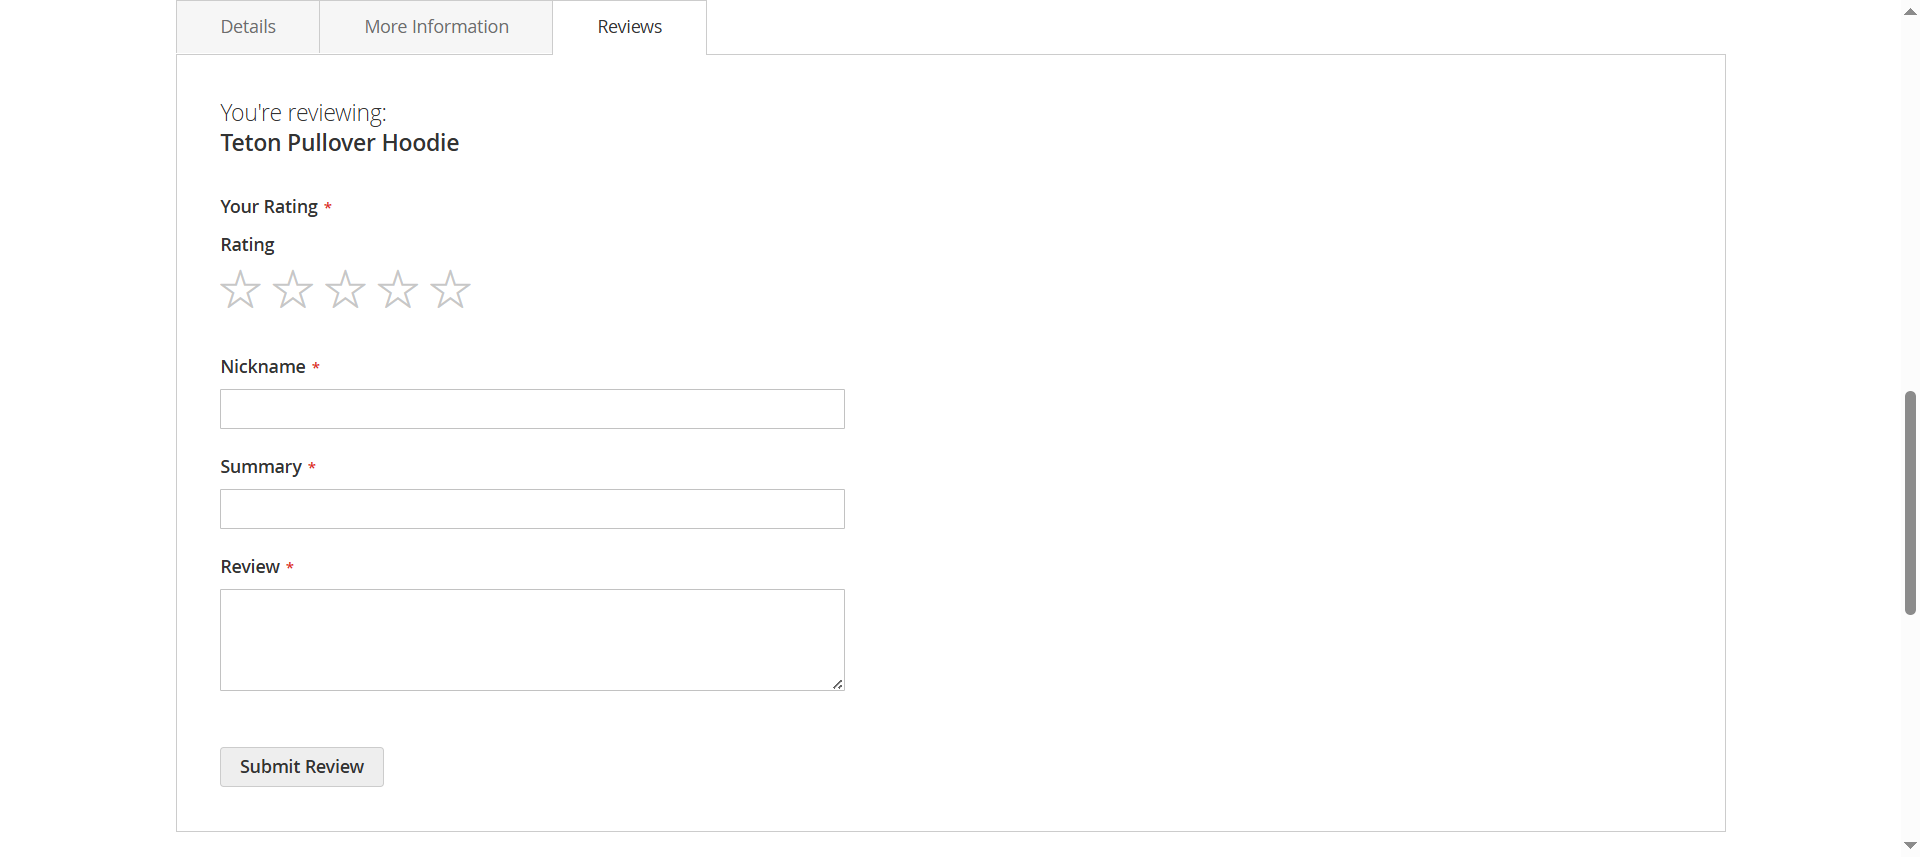 Details More Information Reviews
You're reviewing:
Teton Pullover Hoodie
Your Rating *
Rating
Nickname *
Summary *
Review *
Submit Review